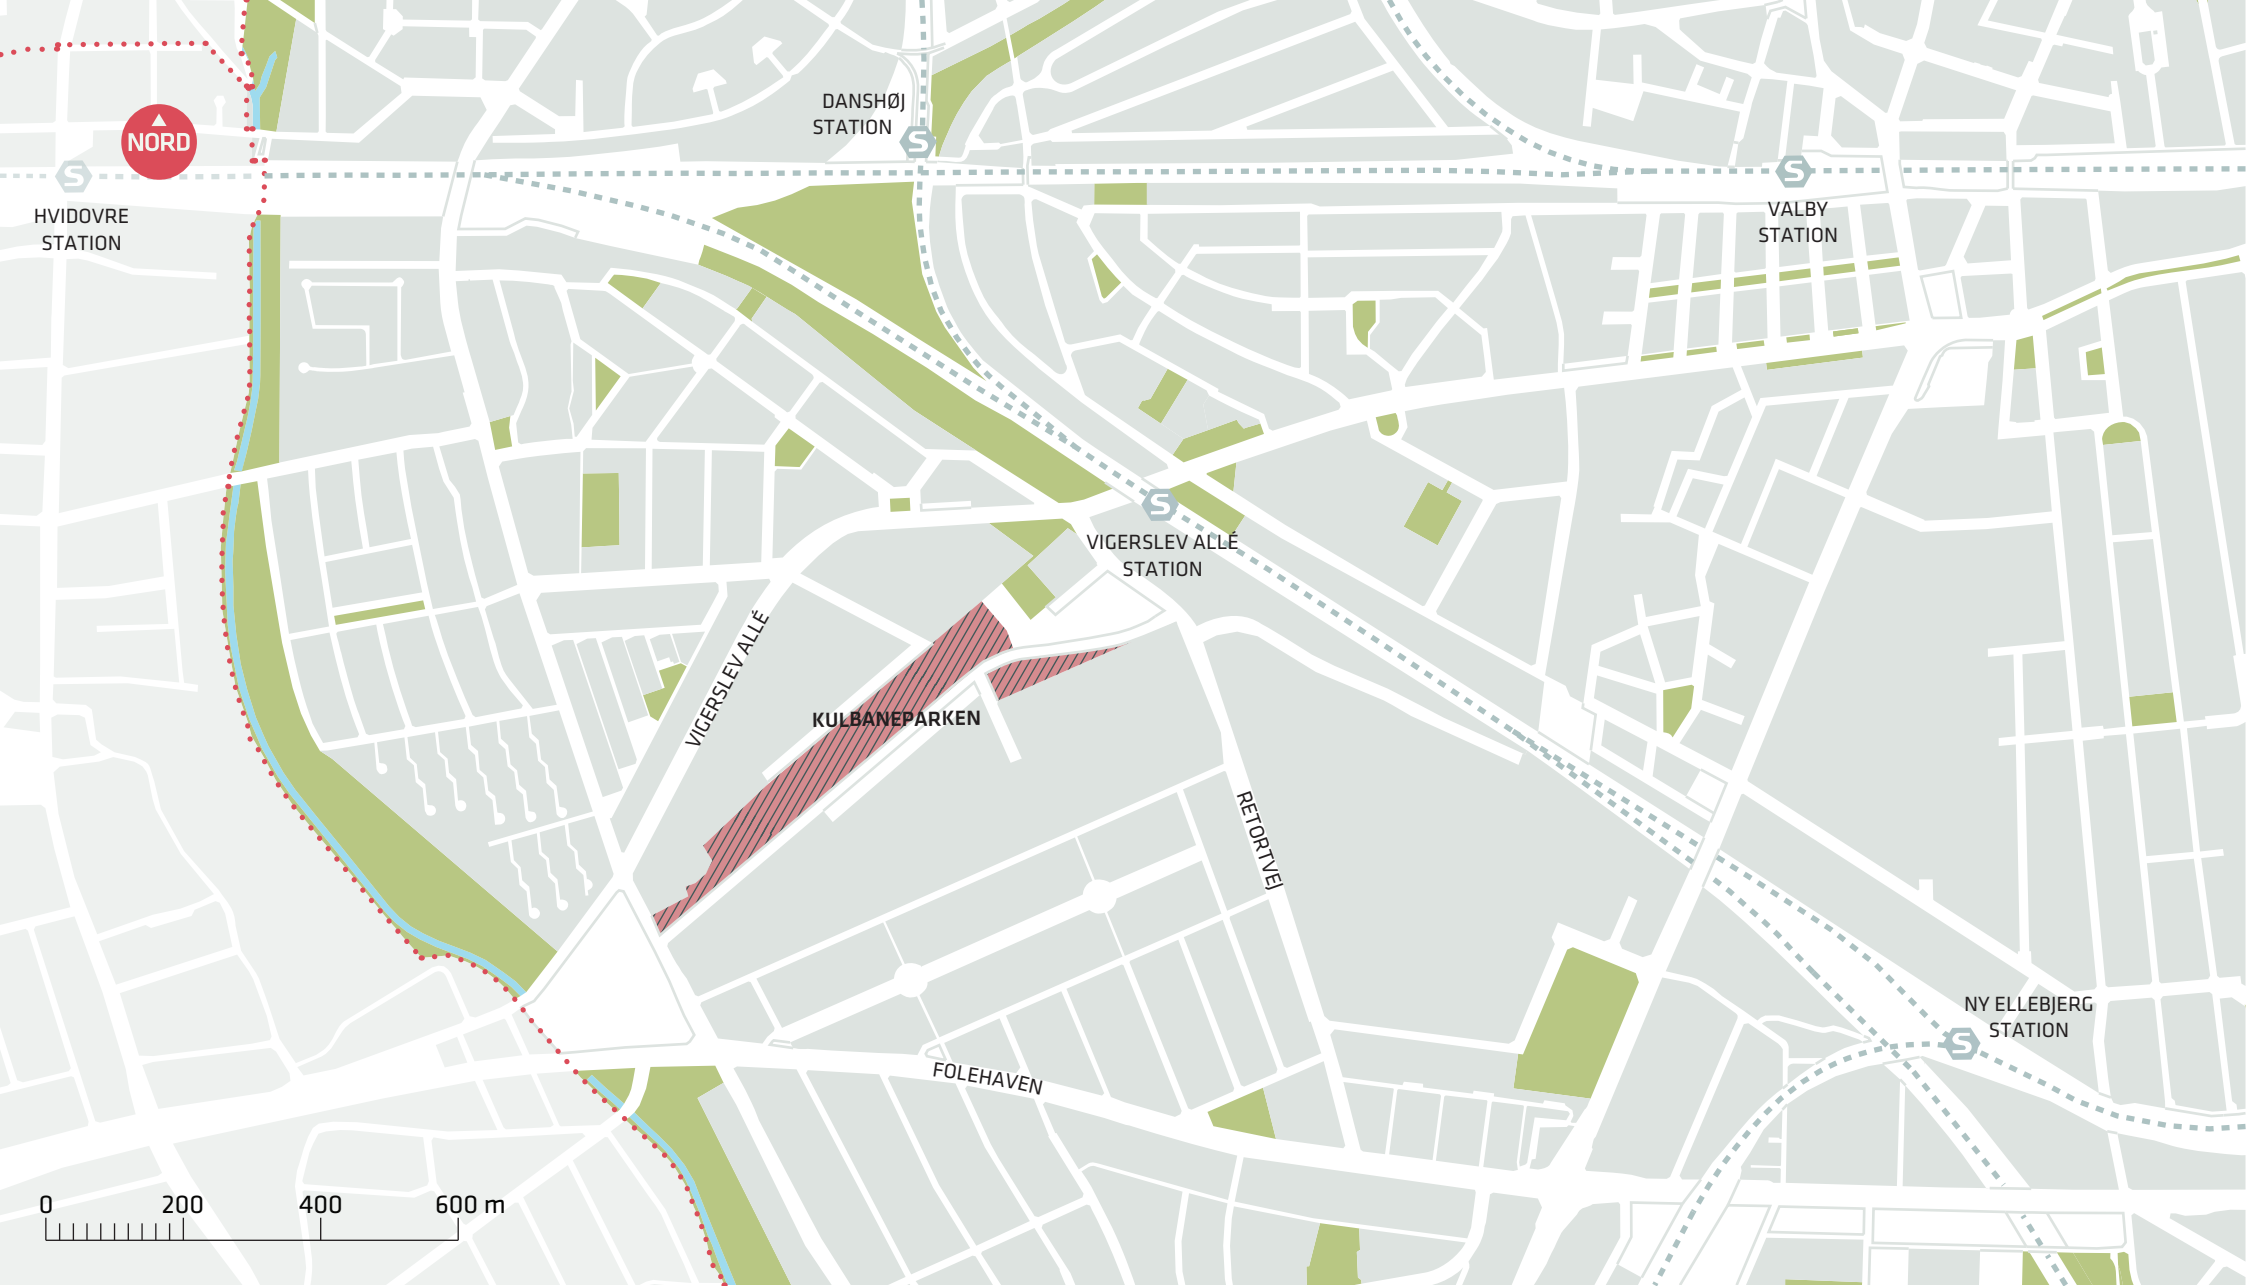 DANSHØJ
STATION
NORD
S
S
S
HVIDOVRE
STATION
VALBY
STATION
S
VIGERSLEV ALLÉ
STATION
VIGERSLEV ALLÉ
KULBANEPARKEN
RETORTVEJ
NY ELLEBJERG
STATION
S
FOLEHAVEN
0 200 400 600 m